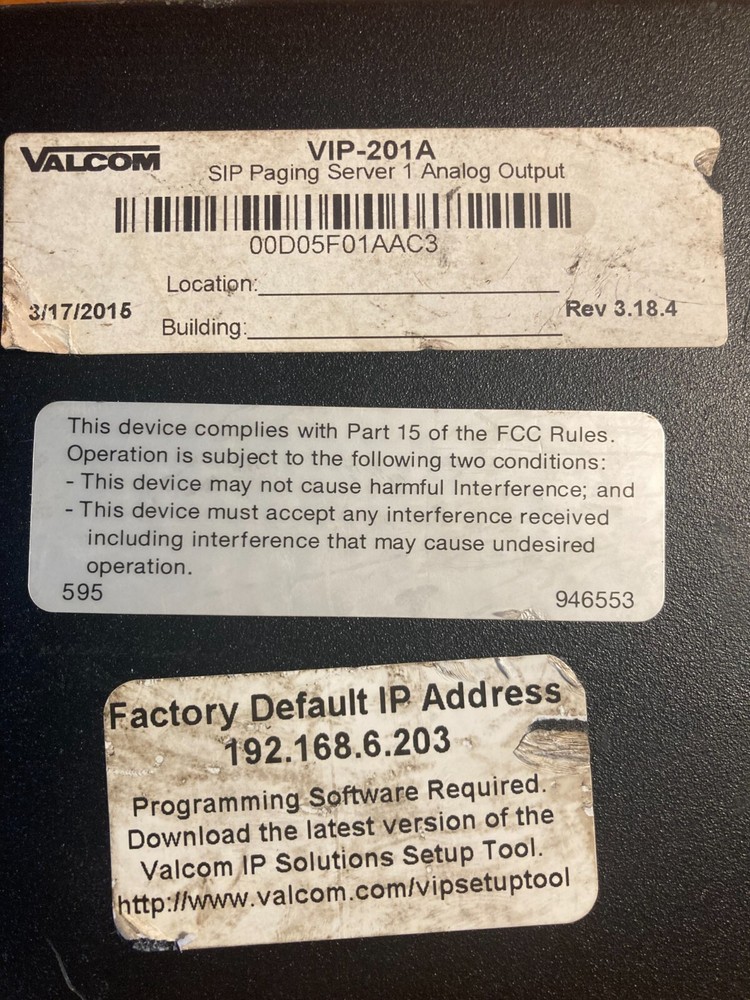 VALCOM
VIP-201A
SIP Paging Server 1 Analog Output
00D05F01AAC3
Location:
3/17/2015
Rev 3.18.4
Building:
This device complies with Part 15 of the FCC Rules.
Operation is subject to the following two conditions:
- This device may not cause harmful Interference; and
- This device must accept any interference received
including interference that may cause undesired
operation.
595
946553
Factory Default IP Address
192.168.6.203
Programming Software Required.
Download the latest version of the
Valcom IP Solutions Setup Tool.
http://www.valcom.com/vipsetuptool